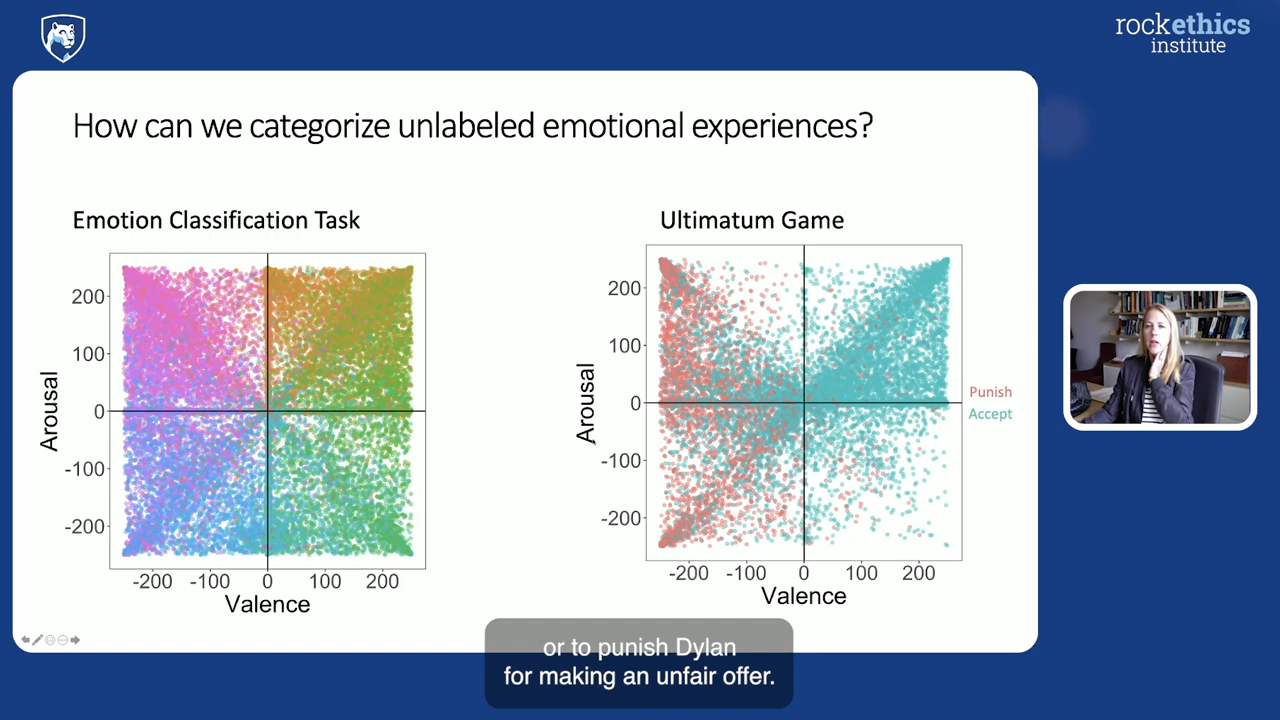 rockethics
institute
How can we categorize unlabeled emotional experiences?
Emotion Classification Task
Ultimatum Game
200
100
0
-100
-200
Arousal
-200 -100 0 100 200
Valence
200
100
0
-100
-200
Arousal
-200 -100 0 100 200
Valence
Punish
Accept
or to punish Dylan
for making an unfair offer.